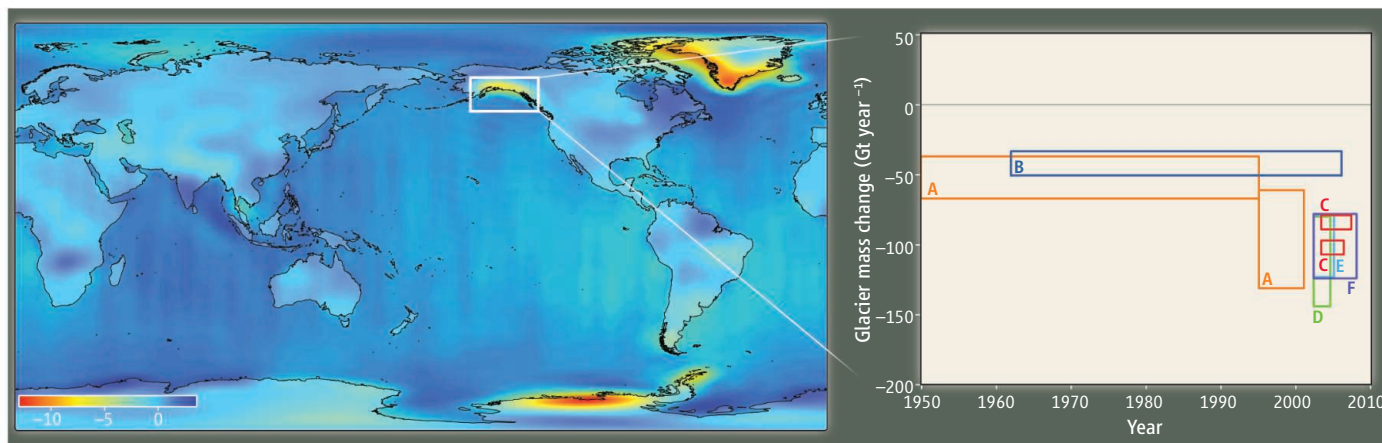 −10 −5 0
Glacier mass change (Gt year −1)
50
0
−50
−100
−150
−200
A
B
A
C
C
E
F
D
1950 1960 1970 1980 1990 2000 2010
Year